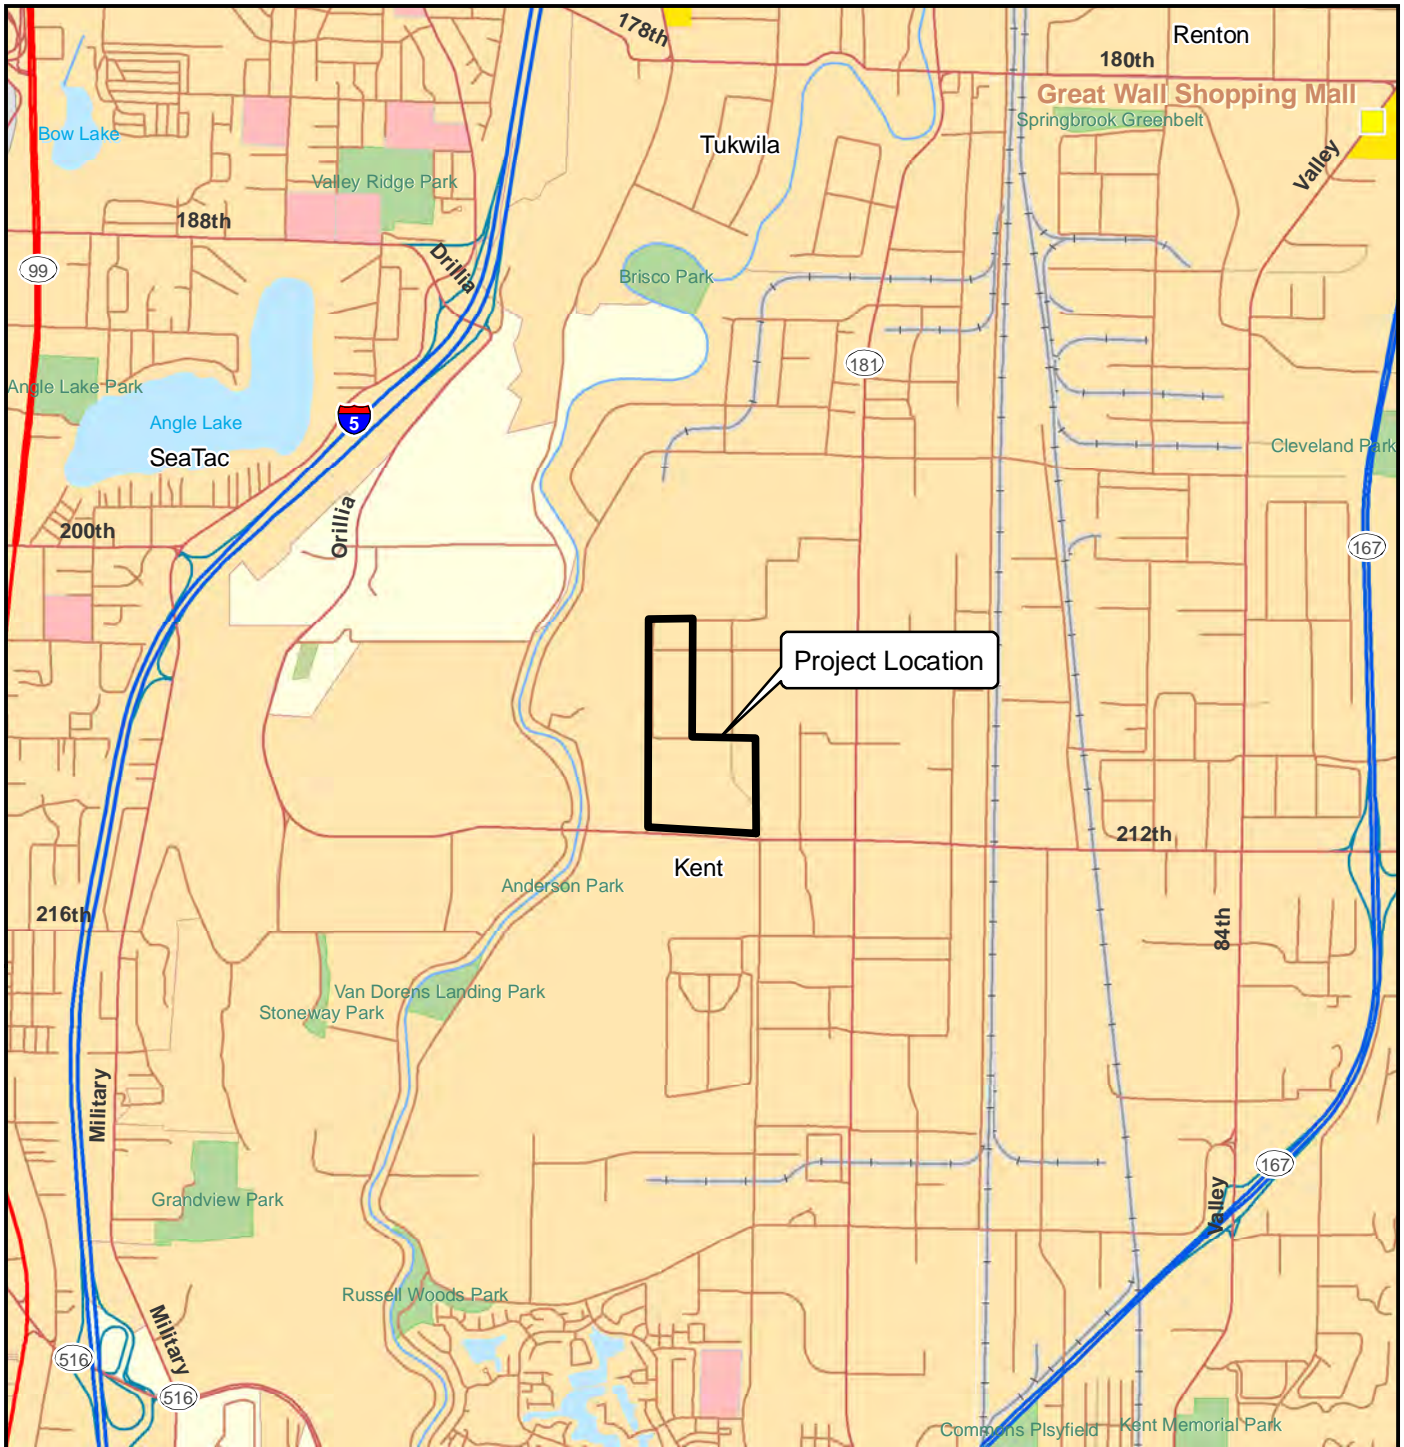 178th
Renton
180th
Great Wall Shopping Mall
Springbrook Greenbelt
Bow Lake
Tukwila
Valley
Valley Ridge Park
188th
Drillia
99
Brisco Park
181
Angle Lake Park
Angle Lake
5
SeaTac
Cleveland Park
Orillia
200th
167
Project Location
212th
Kent
Anderson Park
216th
84th
Van Dorens Landing Park
Stoneway Park
Military
167
Grandview Park
Valley
Russell Woods Park
Military
516
516
Commons Plsyfield
Kent Memorial Park